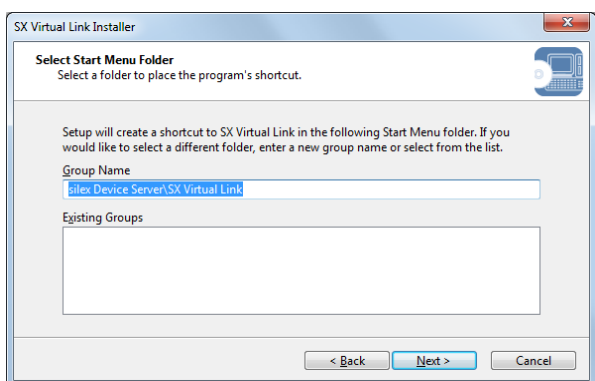 SX Virtual Link Installer
Select Start Menu Folder
Select a folder to place the program's shortcut.
Setup will create a shortcut to SX Virtual Link in the following Start Menu folder. If you
would like to select a different folder, enter a new group name or select from the list.
Group Name
silex Device Server\SX Virtual Link
Existing Groups
< Back
Next >
Cancel